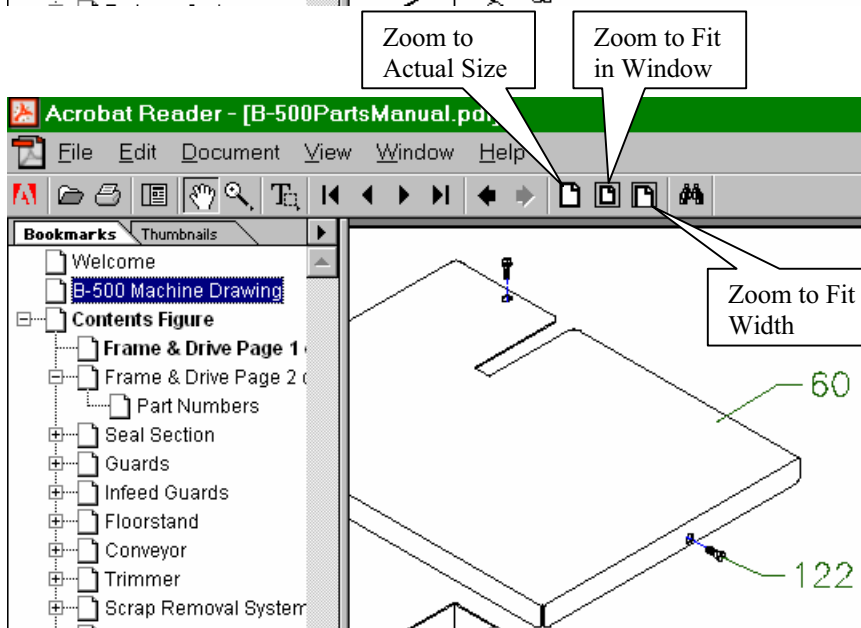 Zoom to
Actual Size
Zoom to Fit
in Window
Acrobat Reader - [B-500PartsManual.pdf]
File Edit Document View Window Help
Bookmarks Thumbnails
Welcome
B-500 Machine Drawing
Contents Figure
Frame & Drive Page 1
Frame & Drive Page 2
Part Numbers
Seal Section
Guards
Infeed Guards
Floorstand
Conveyor
Trimmer
Scrap Removal System
Zoom to Fit
Width
60
122